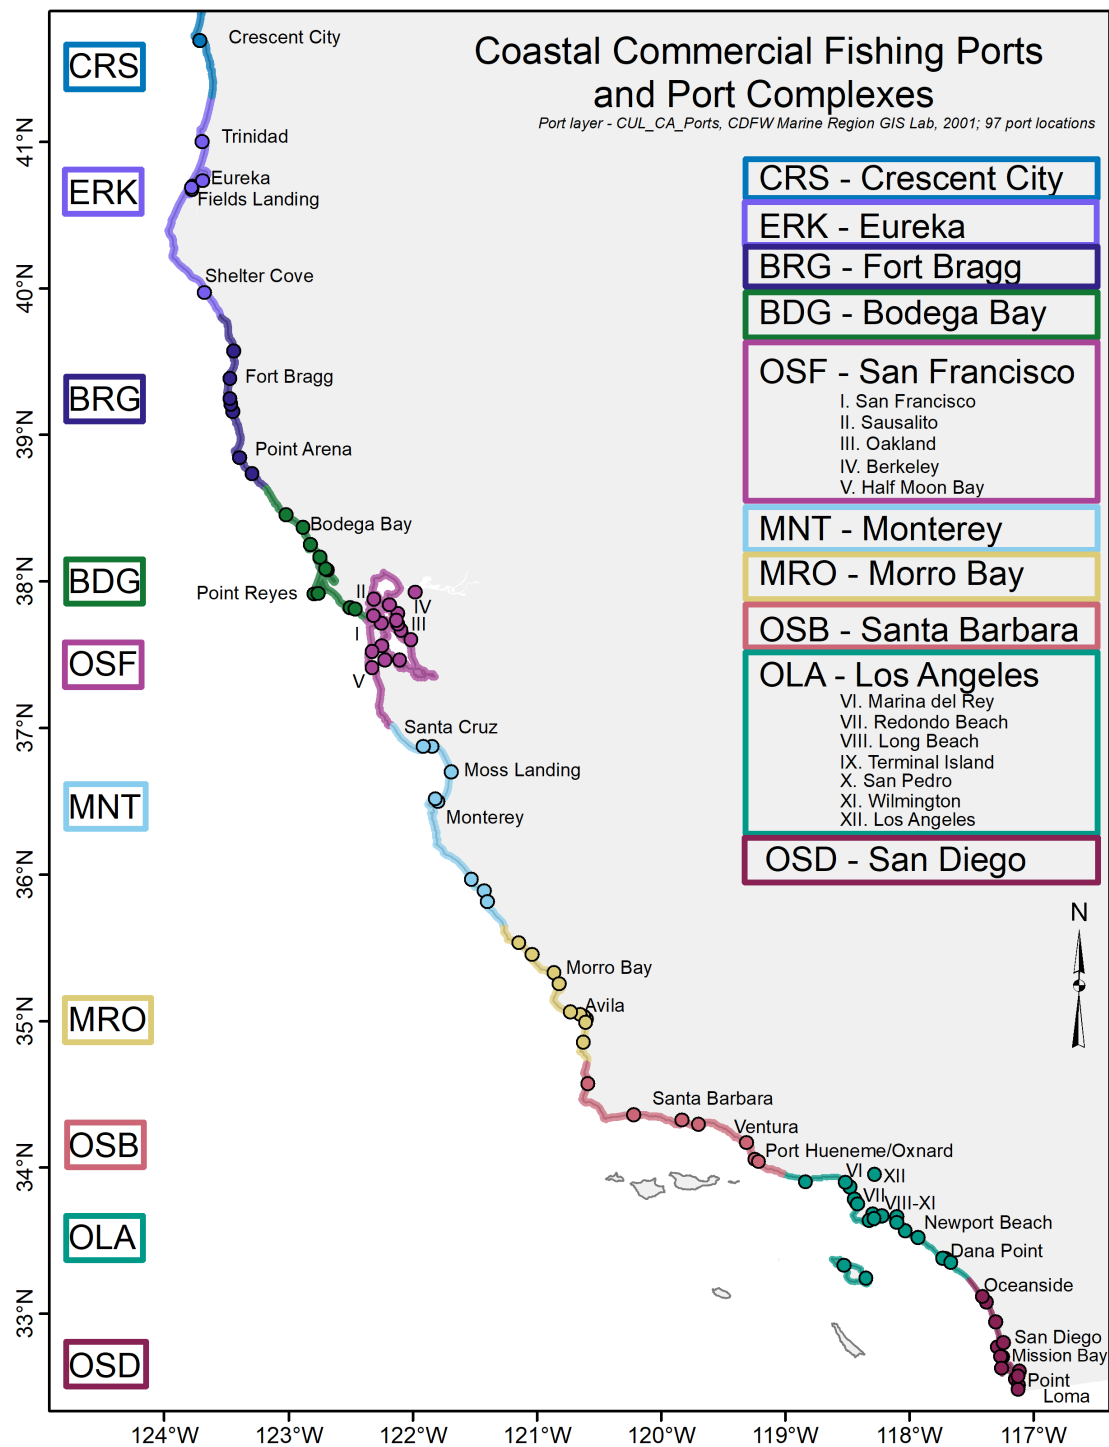 Coastal Commercial Fishing Ports
and Port Complexes
Port layer - CUL_CA_Ports, CDFW Marine Region GIS Lab, 2001; 97 port locations
CRS - Crescent City
ERK - Eureka
BRG - Fort Bragg
BDG - Bodega Bay
OSF - San Francisco
I. San Francisco
II. Sausalito
III. Oakland
IV. Berkeley
V. Half Moon Bay
MNT - Monterey
MRO - Morro Bay
OSB - Santa Barbara
OLA - Los Angeles
VI. Marina del Rey
VII. Redondo Beach
VIII. Long Beach
IX. Terminal Island
X. San Pedro
XI. Wilmington
XII. Los Angeles
OSD - San Diego
N
CRS
ERK
BRG
BDG
OSF
MNT
MRO
OSB
OLA
OSD
Crescent City
Trinidad
Eureka
Fields Landing
Shelter Cove
Fort Bragg
Point Arena
Bodega Bay
Point Reyes
II
IV
III
I
V
Santa Cruz
Moss Landing
Monterey
Morro Bay
Avila
Santa Barbara
Ventura
Port Hueneme/Oxnard
VI
XII
VII
VIII-XI
Newport Beach
Dana Point
Oceanside
San Diego
Mission Bay
Point
Loma
41°N
40°N
39°N
38°N
37°N
36°N
35°N
34°N
33°N
124°W
123°W
122°W
121°W
120°W
119°W
118°W
117°W